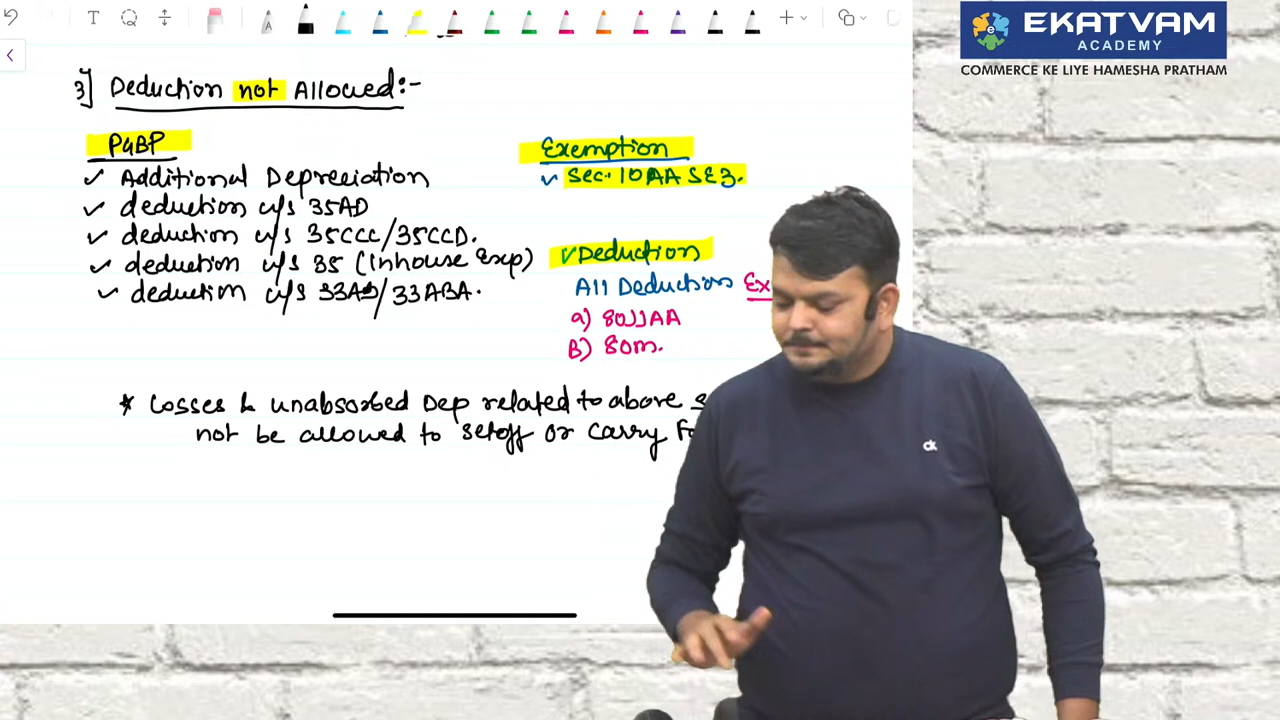 EKATVAM
ACADEMY
COMMERCE KE LIYE HAMESHA PRATHAM
3] Deduction not Allowed:-
PGBP
✓ Additional Depreciation
✓ deduction u/s 35AD
✓ deduction u/s 35CCC/35CCD.
✓ deduction u/s 35 (Inhouse Exp)
✓ deduction u/s 33AB/33ABA.
Exemption
✓ Sec. 10AA SEZ.
✓ Deduction
All Deductions Ex
a) 80JJAA
B) 80M.
* Losses & unabsorbed Dep related to above
not be allowed to setoff or carry
T
A
e
ck